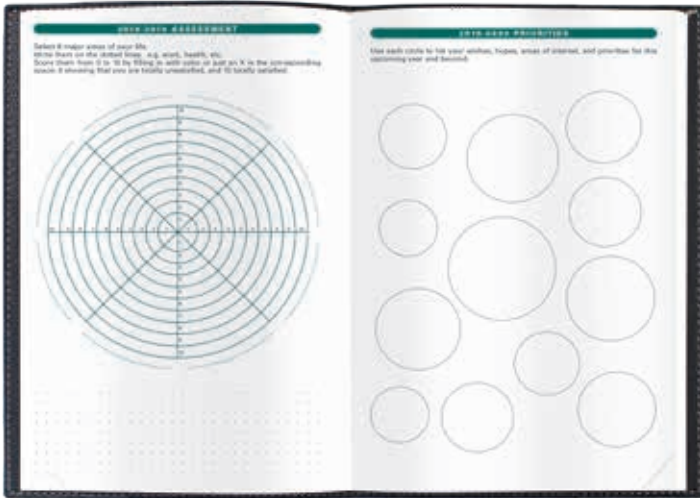 ASSESSMENT
Select 8 major areas of your life.
Write them on the dotted lines. e.g. work, health, etc.
Score them from 0 to 10 by filling in with color or just an X in the corresponding
space. 0 showing that you are totally unsatisfied, and 10 totally satisfied.
PRIORITIES
Use each circle to list your wishes, hopes, areas of interest, and priorities for this
upcoming year and beyond.